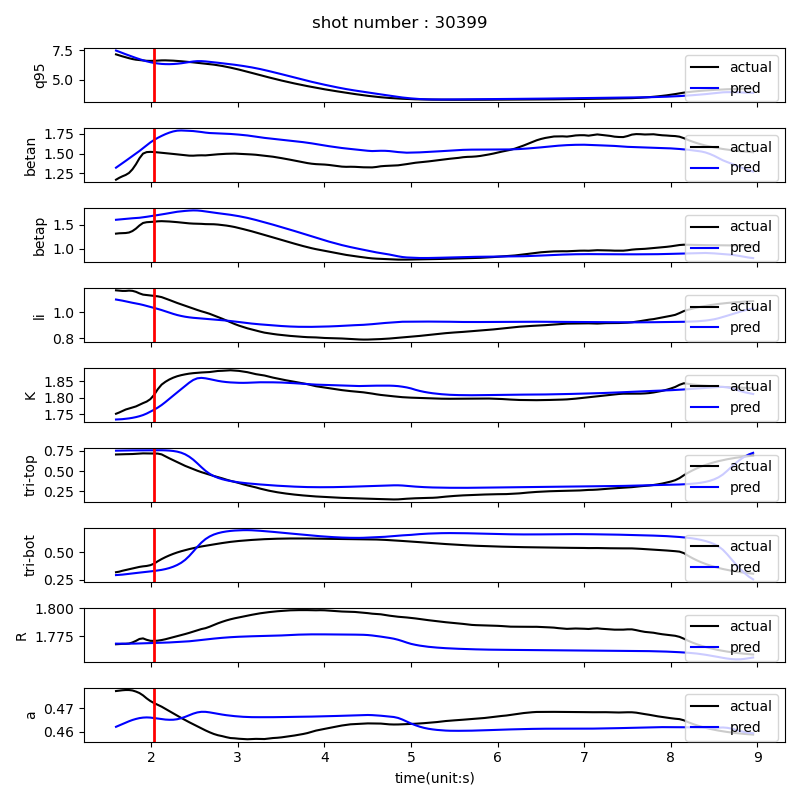 shot number : 30399
q95
7.5
5.0
actual
pred
betan
1.75
1.50
1.25
actual
pred
betap
1.5
1.0
actual
pred
li
1.0
0.8
actual
pred
K
1.85
1.80
1.75
actual
pred
tri-top
0.75
0.50
0.25
actual
pred
tri-bot
0.50
0.25
actual
pred
R
1.800
1.775
actual
pred
a
0.47
0.46
actual
pred
2 3 4 5 6 7 8 9
time(unit:s)